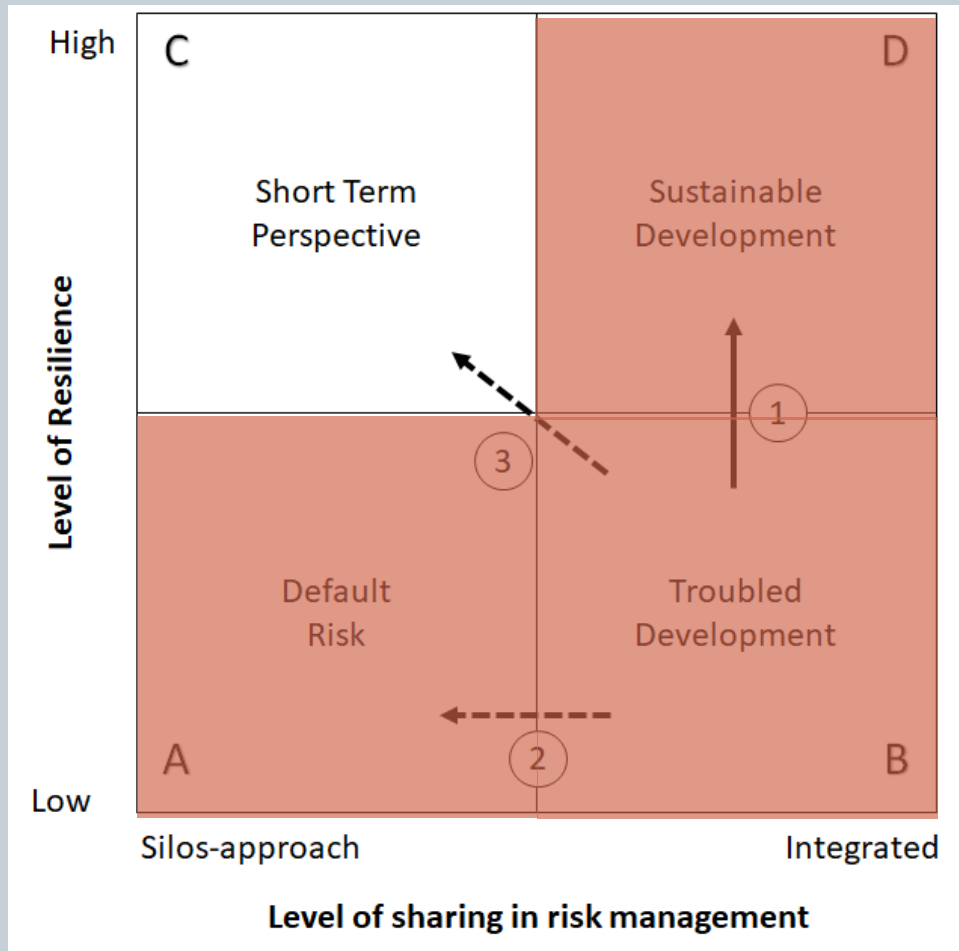 High
C
D
Short Term
Perspective
Sustainable
Development
Level of Resilience
1
3
Default
Risk
Troubled
Development
A
2
B
Low
Silos-approach
Integrated
Level of sharing in risk management